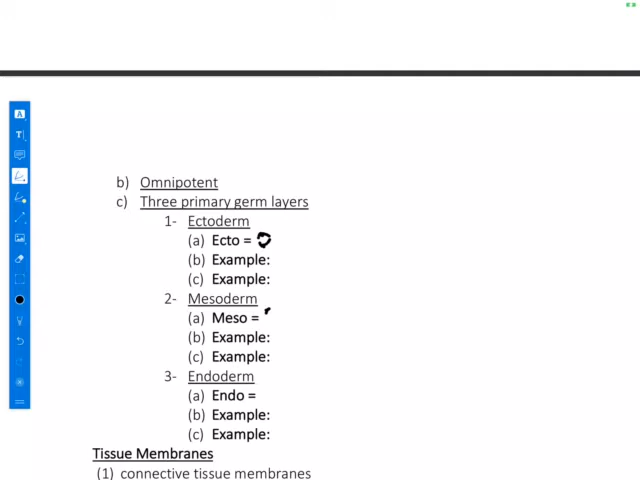 b) Omnipotent
c) Three primary germ layers
1- Ectoderm
(a) Ecto =
(b) Example:
(c) Example:
2- Mesoderm
(a) Meso =
(b) Example:
(c) Example:
3- Endoderm
(a) Endo =
(b) Example:
(c) Example:
Tissue Membranes
(1) connective tissue membranes